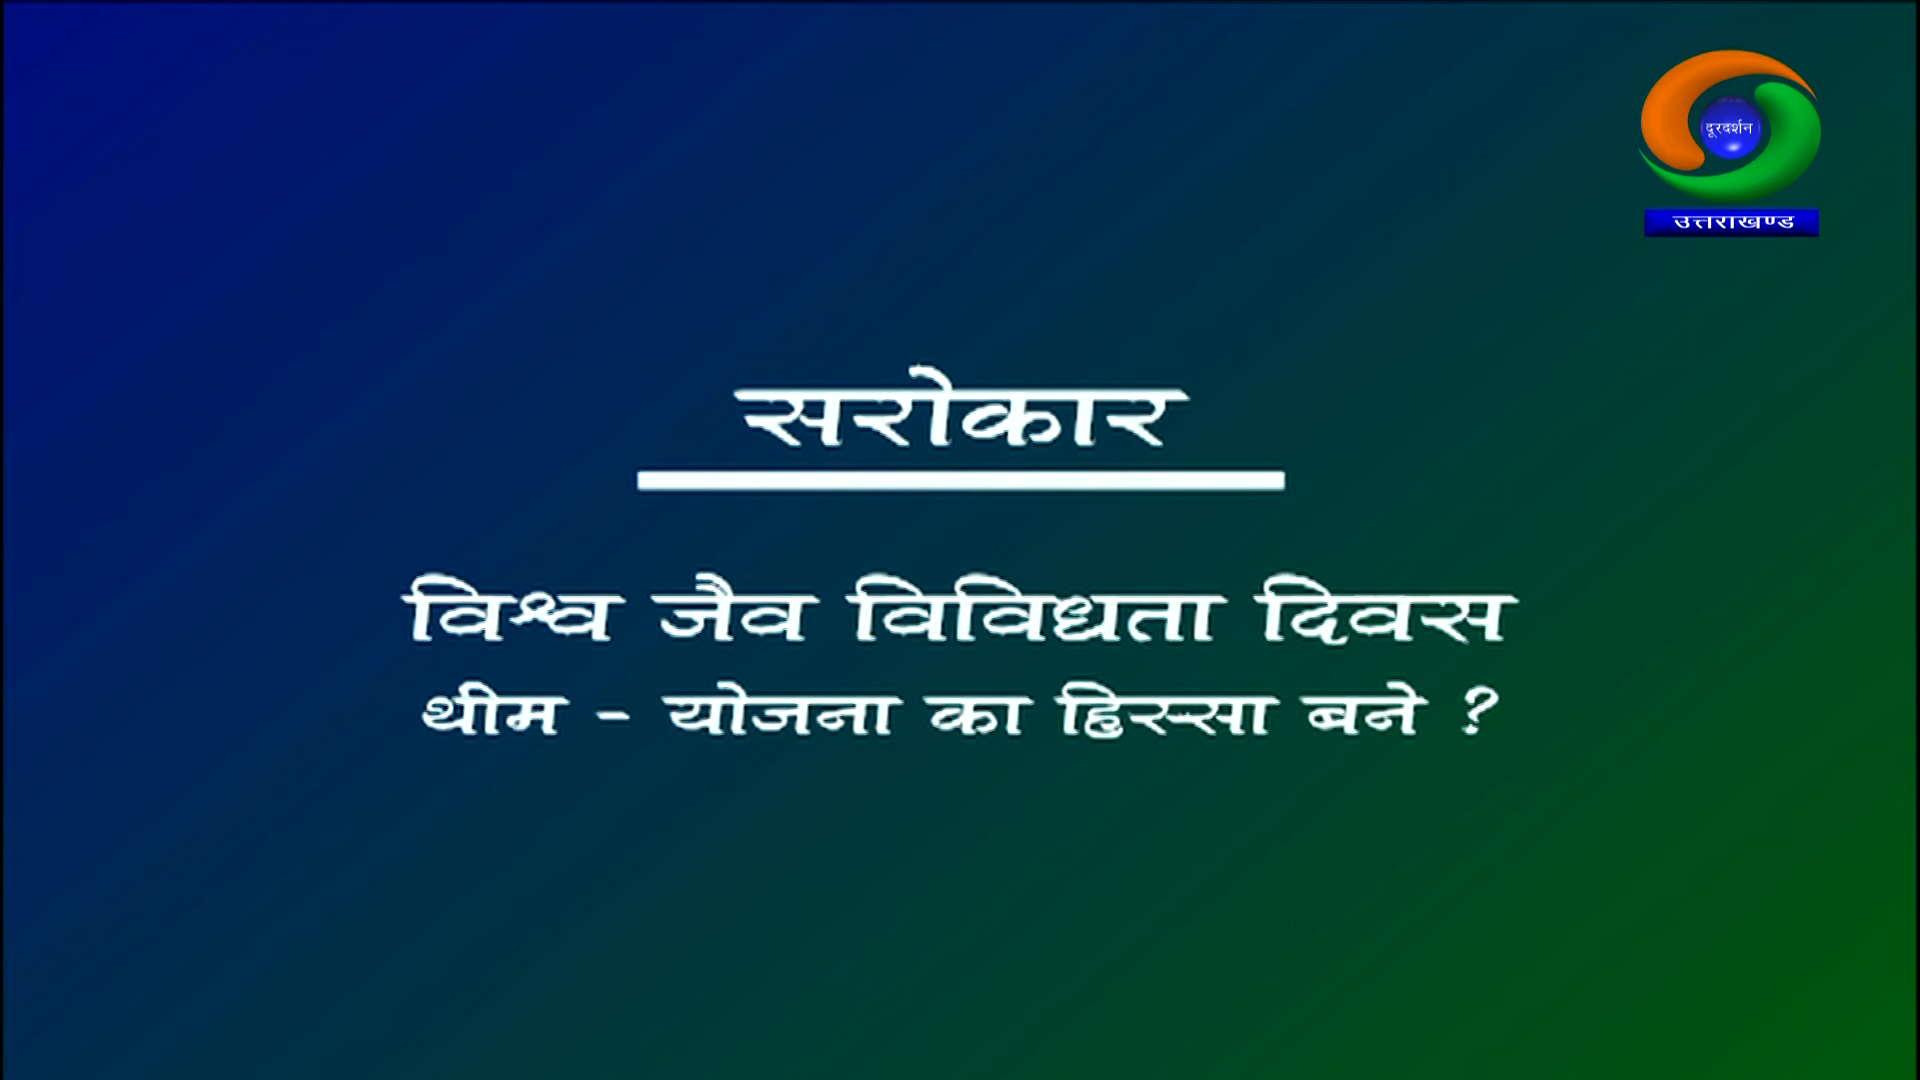 दूरदर्शन
उत्तराखण्ड
सरोकार
विश्व जैव विविधता दिवस
थीम - योजना का हिस्सा बने ?